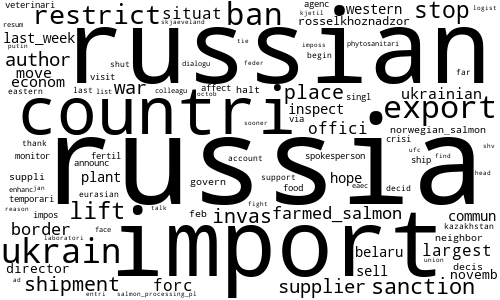 veterinari agenc logist
restrict situat ban kjetil western stop
resum skjaeveland rosselkhoznadzor
last_week russian
author tie imposs phytosanitari
putin shut dialogu feder begin
move visit far
econom war last list colleagu affect halt place singl ukrainian
eastern octob
countri sooner via inspect export
thank offici norwegian_salmon
monitor fertil russia crisi shv
announc account spokesperson ufc find
suppli plant support ship head
enhanc jan eurasian govern food hope eaec decid
temporari fight
reason impos lift talk feb invas farmed_salmon commun
border face import kazakhstan
laboratori neighbor
ukrain belaru largest
director union decis
ad shipment forc sell novemb
entri salmon_processing_pl supplier sanction